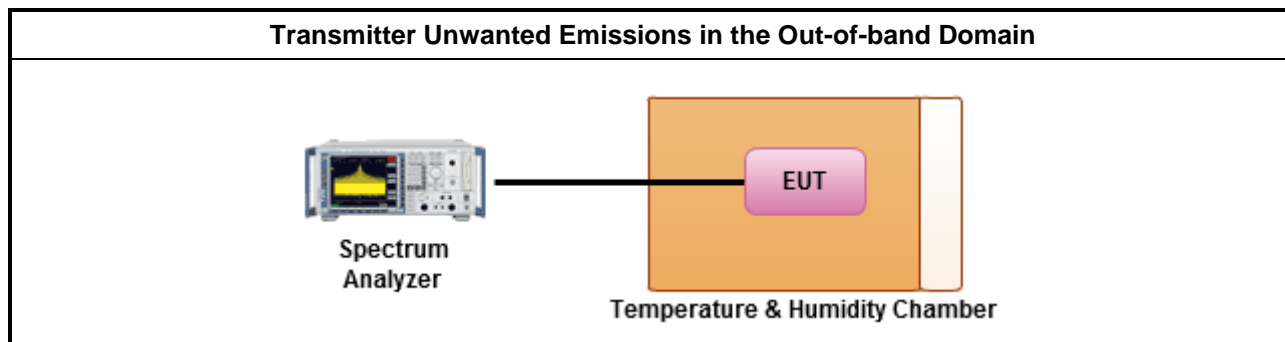 Transmitter Unwanted Emissions in the Out-of-band Domain
EUT
Spectrum
Analyzer
Temperature & Humidity Chamber